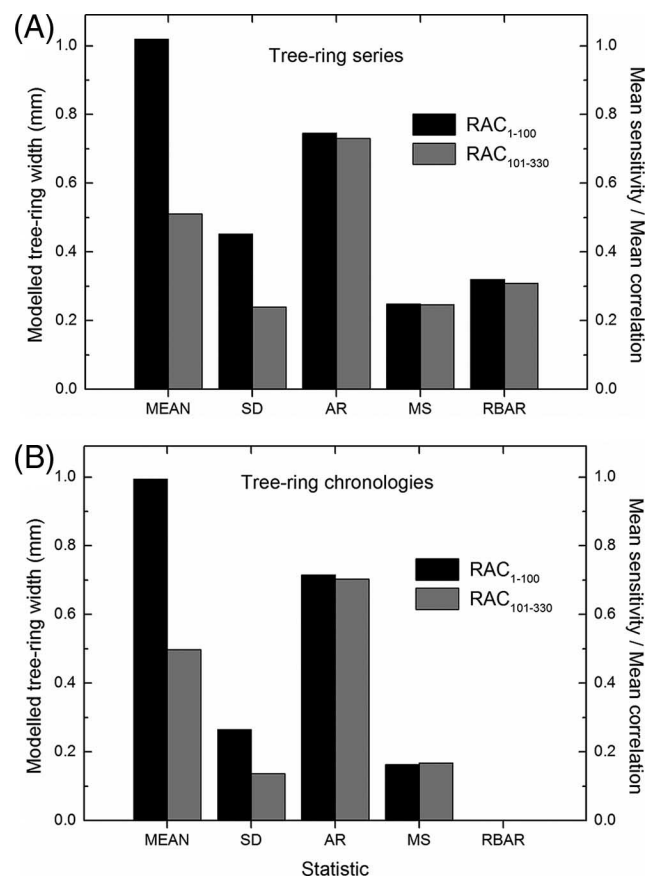 (A)
Tree-ring series
RAC1-100
RAC101-330
Modelled tree-ring width (mm)
1.0
0.8
0.6
0.4
0.2
0.0
1.0
0.8
0.6
0.4
0.2
0.0
Mean sensitivity / Mean correlation
MEAN SD AR MS RBAR
(B)
Tree-ring chronologies
RAC1-100
RAC101-330
Modelled tree-ring width (mm)
1.0
0.8
0.6
0.4
0.2
0.0
1.0
0.8
0.6
0.4
0.2
0.0
Mean sensitivity / Mean correlation
MEAN SD AR MS RBAR
Statistic